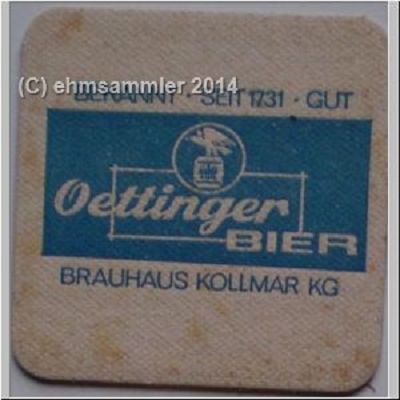 (C) ehmsammler 2014
BEKANNT · SEIT 1731 · GUT
Oettinger
BIER
BRAUHAUS KOLLMAR KG